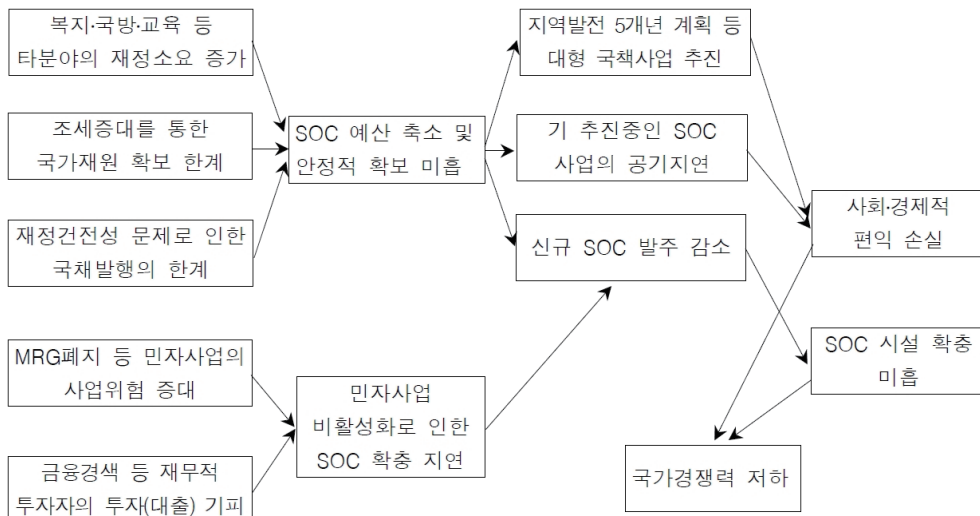 복지·국방·교육 등
타분야의 재정소요 증가
조세증대를 통한
국가재원 확보 한계
재정건전성 문제로 인한
국채발행의 한계
MRG폐지 등 민자사업의
사업위험 증대
금융경색 등 재무적
투자자의 투자(대출) 기피
SOC 예산 축소 및
안정적 확보 미흡
민자사업
비활성화로 인한
SOC 확충 지연
지역발전 5개년 계획 등
대형 국책사업 추진
기 추진중인 SOC
사업의 공기지연
신규 SOC 발주 감소
사회·경제적
편익 손실
SOC 시설 확충
미흡
국가경쟁력 저하